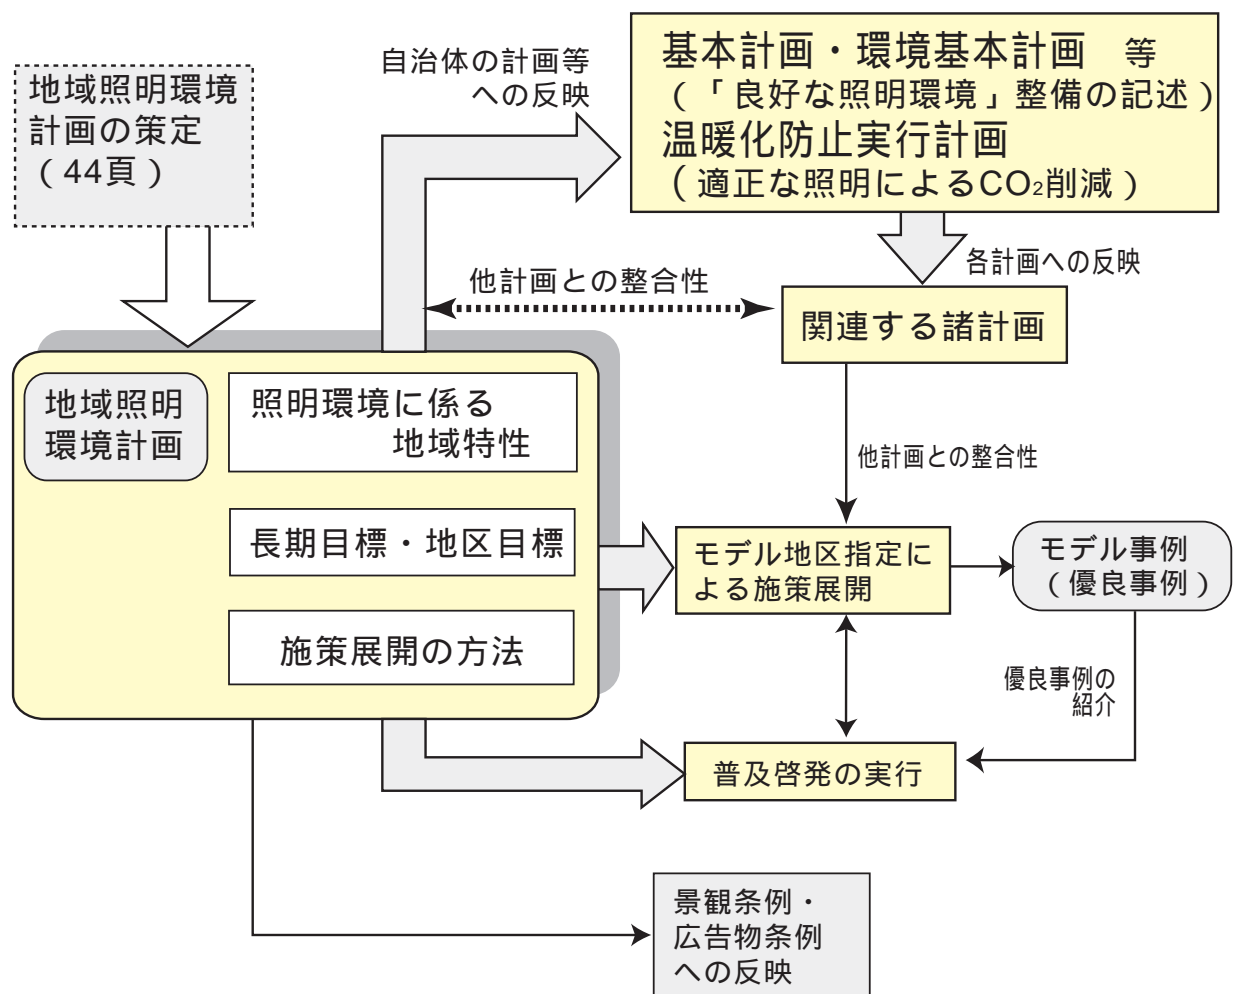 地域照明環境
計画の策定
（44頁）
自治体の計画等
への反映
基本計画・環境基本計画　等
（「良好な照明環境」整備の記述）
温暖化防止実行計画
（適正な照明によるCO₂削減）
各計画への反映
他計画との整合性
関連する諸計画
地域照明
環境計画
照明環境に係る
地域特性
長期目標・地区目標
施策展開の方法
他計画との整合性
モデル地区指定に
よる施策展開
モデル事例
（優良事例）
優良事例の
紹介
普及啓発の実行
景観条例・
広告物条例
への反映